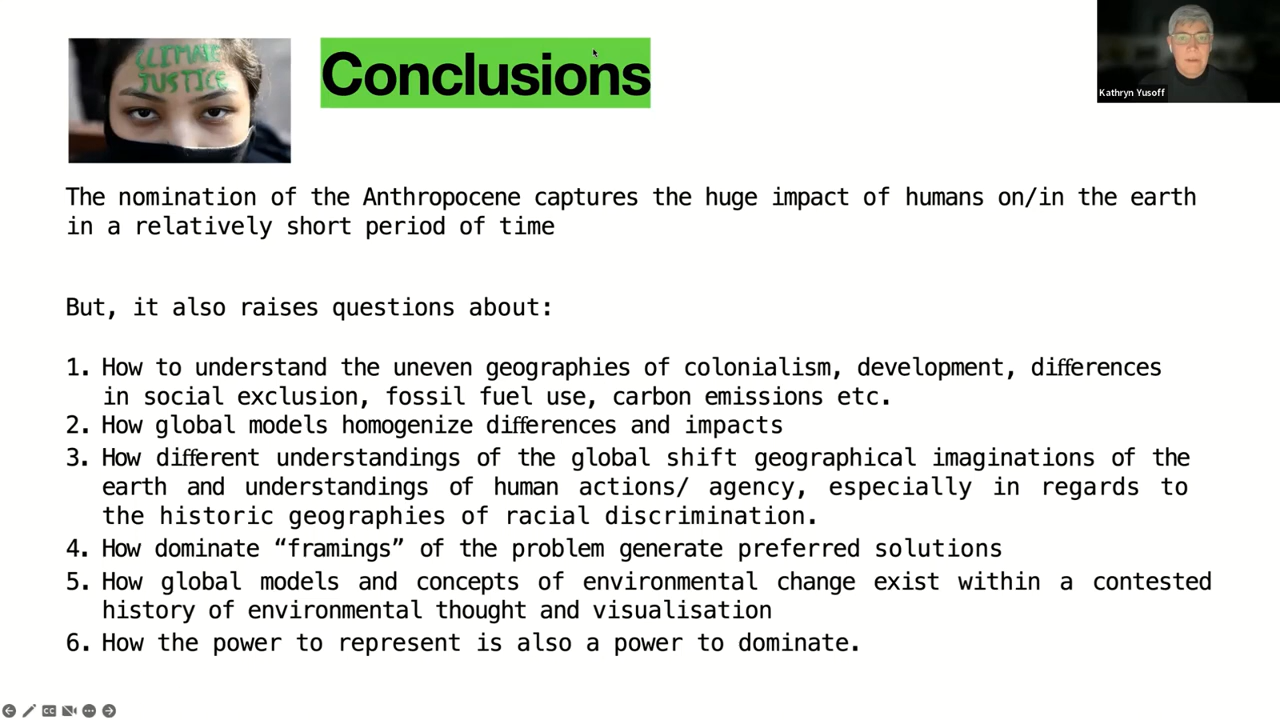 CLIMATE
JUSTICE
Conclusions
Kathryn Yusoff
The nomination of the Anthropocene captures the huge impact of humans on/in the earth
in a relatively short period of time
But, it also raises questions about:
1. How to understand the uneven geographies of colonialism, development, differences
in social exclusion, fossil fuel use, carbon emissions etc.
2. How global models homogenize differences and impacts
3. How different understandings of the global shift geographical imaginations of the
earth and understandings of human actions/ agency, especially in regards to
the historic geographies of racial discrimination.
4. How dominate “framings” of the problem generate preferred solutions
5. How global models and concepts of environmental change exist within a contested
history of environmental thought and visualisation
6. How the power to represent is also a power to dominate.
CC